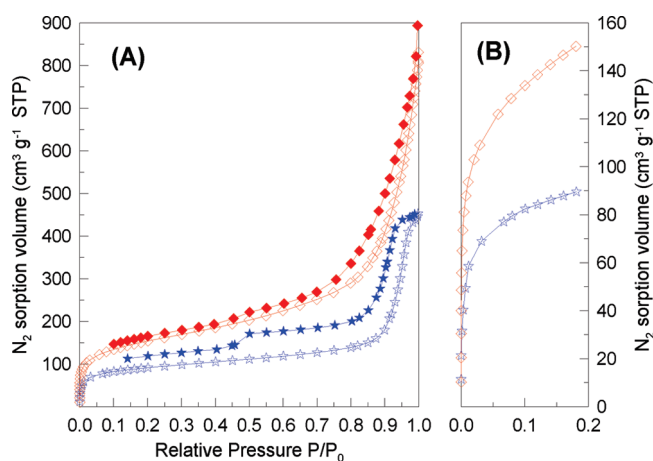 N₂ sorption volume (cm³ g⁻¹ STP)
900
800
700
600
500
400
300
200
100
(A)
0.0 0.1 0.2 0.3 0.4 0.5 0.6 0.7 0.8 0.9 1.0
Relative Pressure P/P₀
(B)
160
140
120
100
80
60
40
20
0
0.0 0.1 0.2
N₂ sorption volume (cm³ g⁻¹ STP)